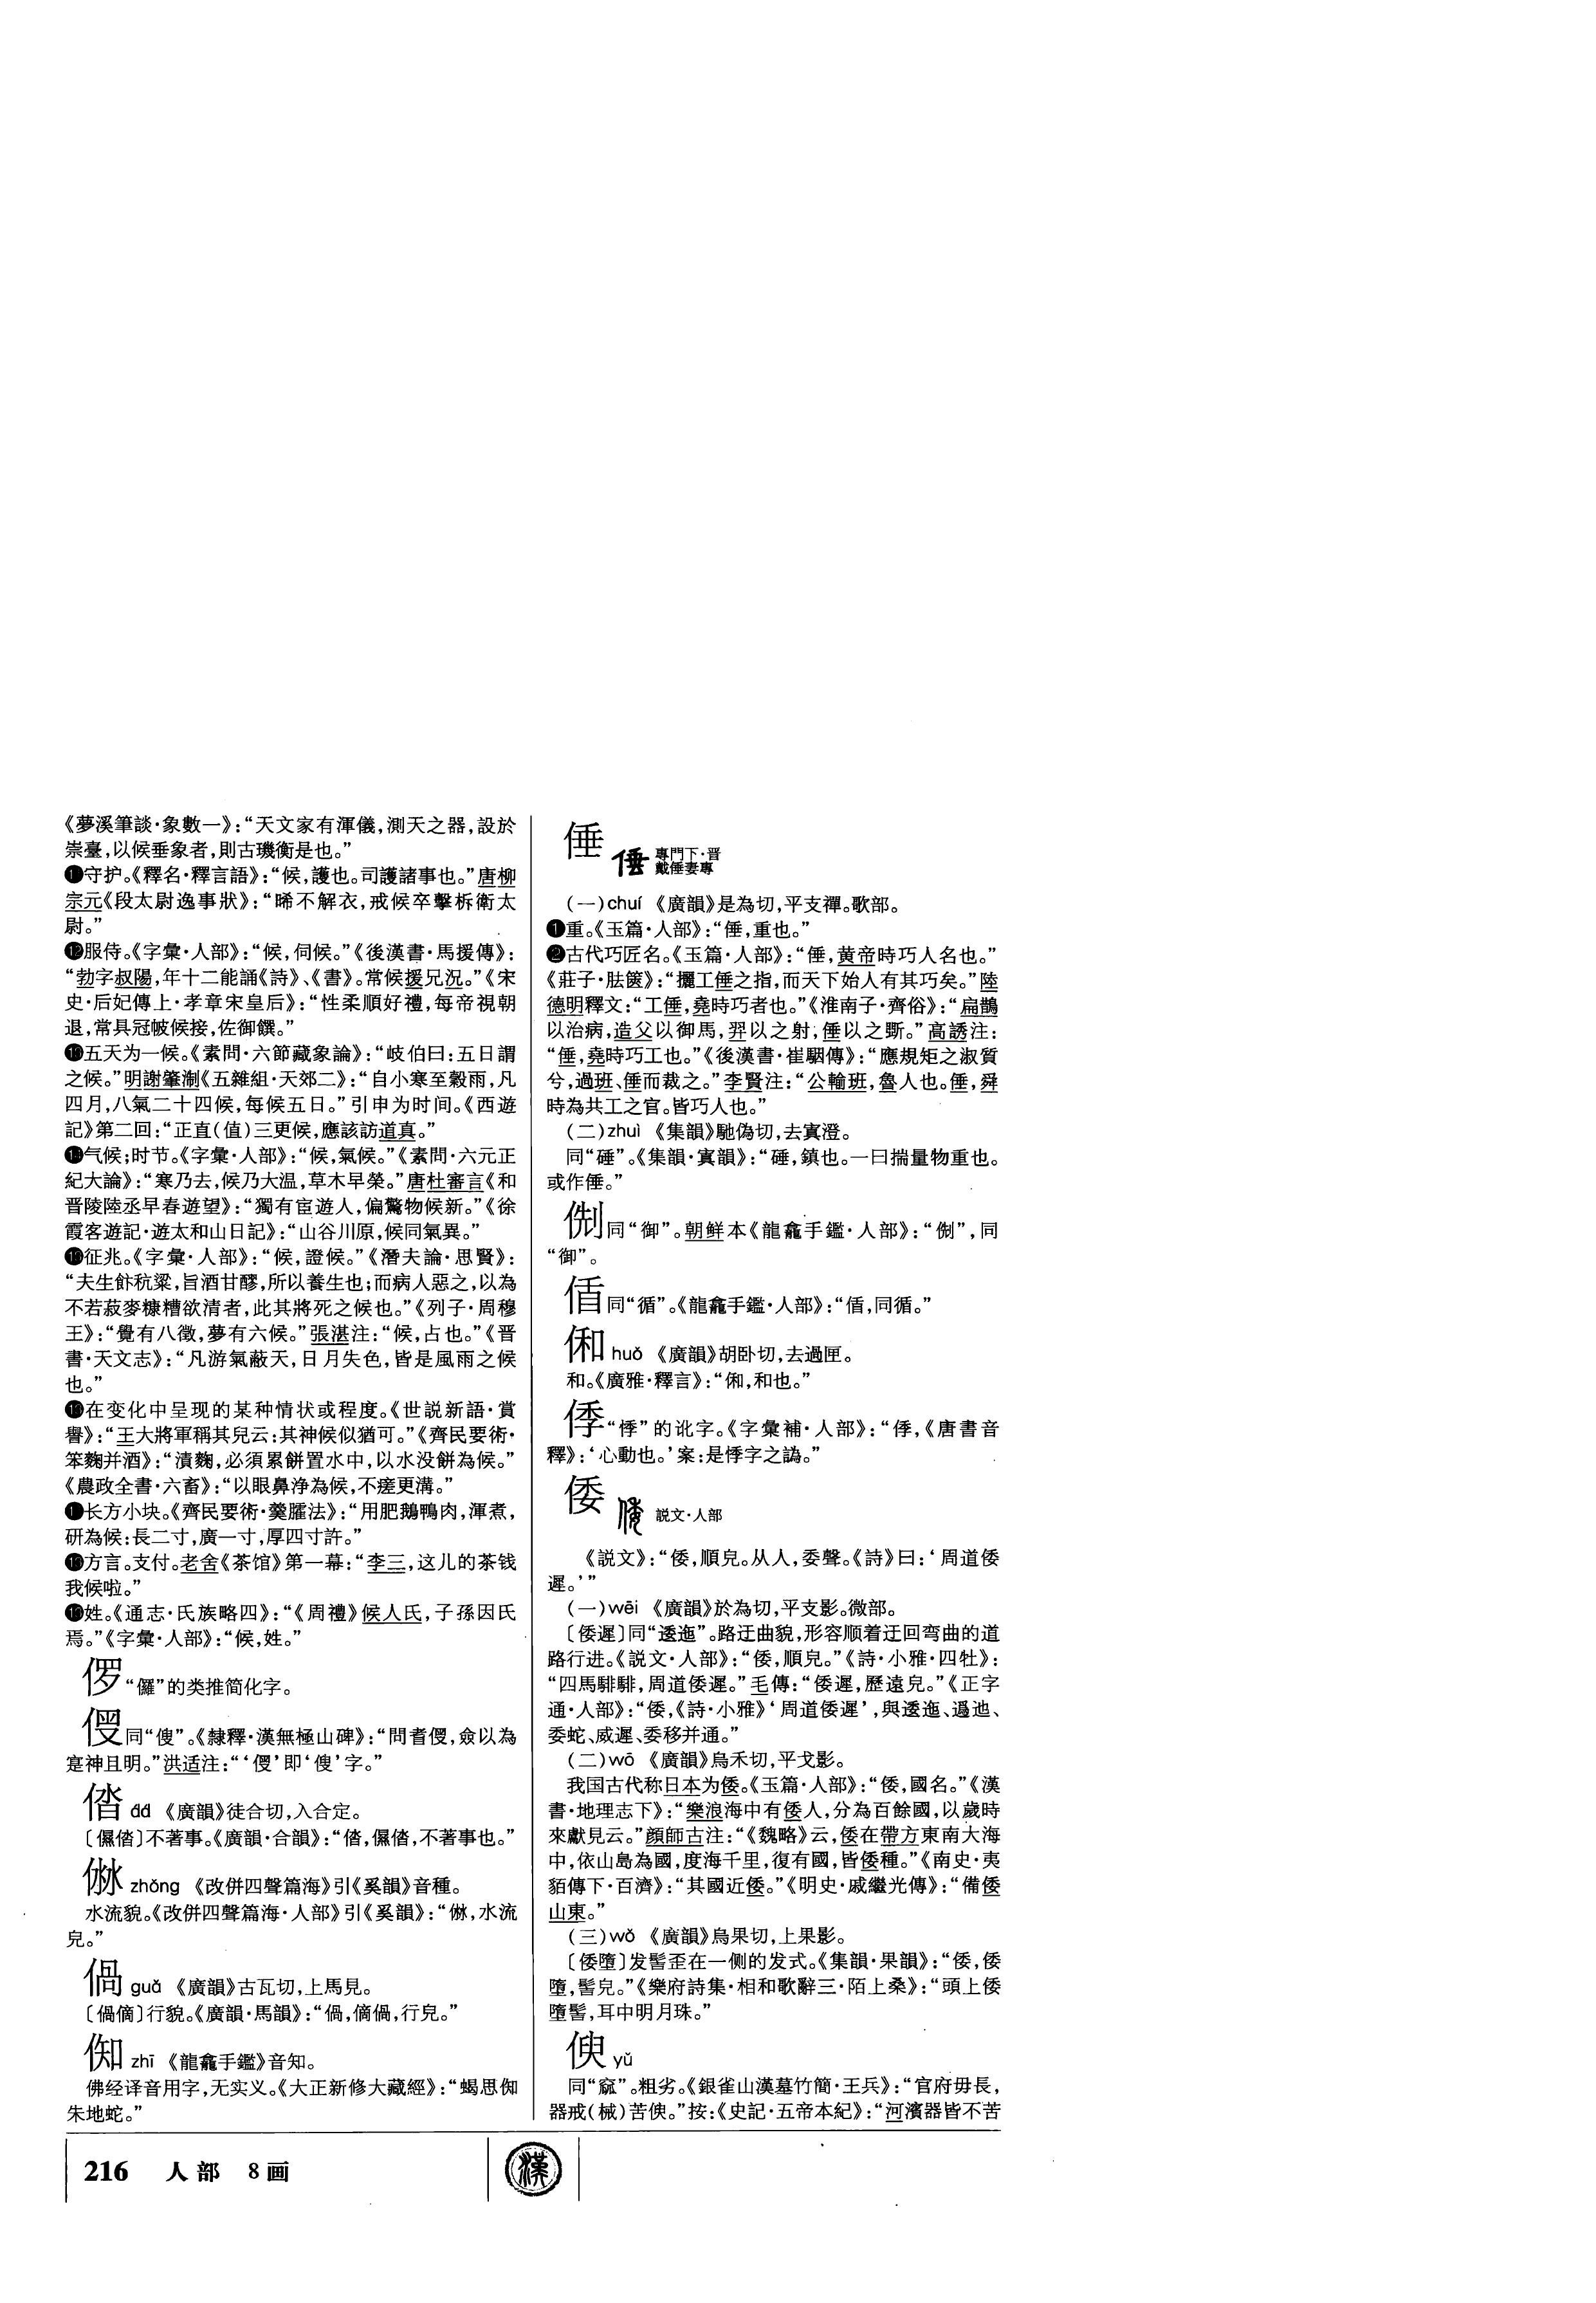 《夢溪筆談·象數一》：“天文家有渾儀，測天之器，設於
崇臺，以候垂象者，則古璣衡是也。”
守护。《釋名·釋言語》：“候，護也。司護諸事也。”唐柳
宗元《段太尉逸事狀》：“晞不解衣，戒候卒擊柝衛太
尉。”
⓬服侍。《字彙·人部》：“候，伺候。”《後漢書·馬援傳》：
“勃字叔陽，年十二能誦《詩》、《書》。常候援兄況。”《宋
史·后妃傳上·孝章宋皇后》：“性柔順好禮，每帝視朝
退，常具冠帔候接，佐御饌。”
⓭五天为一候。《素問·六節藏象論》：“岐伯曰：五日謂
之候。”明謝肇淛《五雜組·天郊二》：“自小寒至穀雨，凡
四月，八氣二十四候，每候五日。”引申为时间。《西遊
記》第二回：“正直（值）三更候，應該訪道真。”
⓮气候；时节。《字彙·人部》：“候，氣候。”《素問·六元正
紀大論》：“寒乃去，候乃大温，草木早榮。”唐杜審言《和
晋陵陸丞早春遊望》：“獨有宦遊人，偏驚物候新。”《徐
霞客遊記·遊太和山日記》：“山谷川原，候同氣異。”
⓯征兆。《字彙·人部》：“候，證候。”《潛夫論·思賢》：
“夫生飰秔粱，旨酒甘醪，所以養生也；而病人惡之，以為
不若菽麥糠糟欲清者，此其將死之候也。”《列子·周穆
王》：“覺有八徵，夢有六候。”張湛注：“候，占也。”《晋
書·天文志》：“凡游氣蔽天，日月失色，皆是風雨之候
也。”
⓰在变化中呈现的某种情状或程度。《世説新語·賞
譽》：“王大將軍稱其兒云：其神候似猶可。”《齊民要術·
笨麴并酒》：“漬麴，必須累餅置水中，以水没餅為候。”
《農政全書·六畜》：“以眼鼻浄為候，不瘥更溝。”
⓱长方小块。《齊民要術·羹臛法》：“用肥鵝鴨肉，渾煮，
研為候：長二寸，廣一寸，厚四寸許。”
⓲方言。支付。老舍《茶馆》第一幕：“李三，这儿的茶钱
我候啦。”
⓳姓。《通志·氏族略四》：“《周禮》候人氏，子孫因氏
焉。”《字彙·人部》：“候，姓。”
㑩“儸”的类推简化字。
同“傁”。《隸釋·漢無極山碑》：“問耆，僉以為
寔神且明。”洪适注：“‘’即‘傁’字。”
㑥 dá 《廣韻》徒合切，入合定。
〔儑㑥〕不著事。《廣韻·合韻》：“㑥，儑㑥，不著事也。”
zhǒng 《改併四聲篇海》引《奚韻》音種。
水流貌。《改併四聲篇海·人部》引《奚韻》：“，水流
皃。”
guǎ 《廣韻》古瓦切，上馬見。
行貌。《廣韻·馬韻》：“，行皃。”
倁 zhī 《龍龕手鑑》音知。
佛经译音用字，无实义。《大正新修大藏經》：“蝎思倁
朱地蛇。”
倕 倕 專門下·晋
戴倕妻專
（一）chuí 《廣韻》是為切，平支禪。歌部。
❶重。《玉篇·人部》：“倕，重也。”
❷古代巧匠名。《玉篇·人部》：“倕，黄帝時巧人名也。”
《莊子·胠篋》：“攦工倕之指，而天下始人有其巧矣。”陸
德明釋文：“工倕，堯時巧者也。”《淮南子·齊俗》：“扁鵲
以治病，造父以御馬，羿以之射，倕以之斲。”高誘注：
“倕，堯時巧工也。”《後漢書·崔駰傳》：“應規矩之淑質
兮，過班、倕而裁之。”李賢注：“公輸班，魯人也。倕，舜
時為共工之官。皆巧人也。”
（二）zhuì 《集韻》馳偽切，去寘澄。
同“硾”。《集韻·寘韻》：“硾，鎮也。一曰揣量物重也。
或作倕。”
同“御”。朝鲜本《龍龕手鑑·人部》：“”，同
“御”。
偱同“循”。《龍龕手鑑·人部》：“偱，同循。”
俰 huǒ 《廣韻》胡卧切，去過匣。
和。《廣雅·釋言》：“俰，和也。”
“悸”的讹字。《字彙補·人部》：“，《唐書音
釋》：‘心動也。’案：是悸字之譌。”
倭 倭 説文·人部
《説文》：“倭，順皃。从人，委聲。《詩》曰：‘周道倭
遲。’”
（一）wēi 《廣韻》於為切，平支影。微部。
〔倭遲〕同“逶迤”。路迂曲貌，形容顺着迂回弯曲的道
路行进。《説文·人部》：“倭，順皃。”《詩·小雅·四牡》：
“四馬騑騑，周道倭遲。”毛傳：“倭遲，歷遠皃。”《正字
通·人部》：“倭，《詩·小雅》‘周道倭遲’，與逶迤、迆、
委蛇、威遲、委移并通。”
（二）wō 《廣韻》烏禾切，平戈影。
我国古代称日本为倭。《玉篇·人部》：“倭，國名。”《漢
書·地理志下》：“樂浪海中有倭人，分為百餘國，以歲時
來獻見云。”顔師古注：“《魏略》云，倭在帶方東南大海
中，依山島為國，度海千里，復有國，皆倭種。”《南史·夷
貊傳下·百濟》：“其國近倭。”《明史·戚繼光傳》：“備倭
山東。”
（三）wǒ 《廣韻》烏果切，上果影。
〔倭墮〕发髻歪在一侧的发式。《集韻·果韻》：“倭，倭
墮，髻皃。”《樂府詩集·相和歌辭三·陌上桑》：“頭上倭
墮髻，耳中明月珠。”
㑨 yǔ
同“窳”。粗劣。《銀雀山漢墓竹簡·王兵》：“官府毋長，
器戒（械）苦㑨。”按：《史記·五帝本紀》：“河濱器皆不苦
216 人部 8画
漢